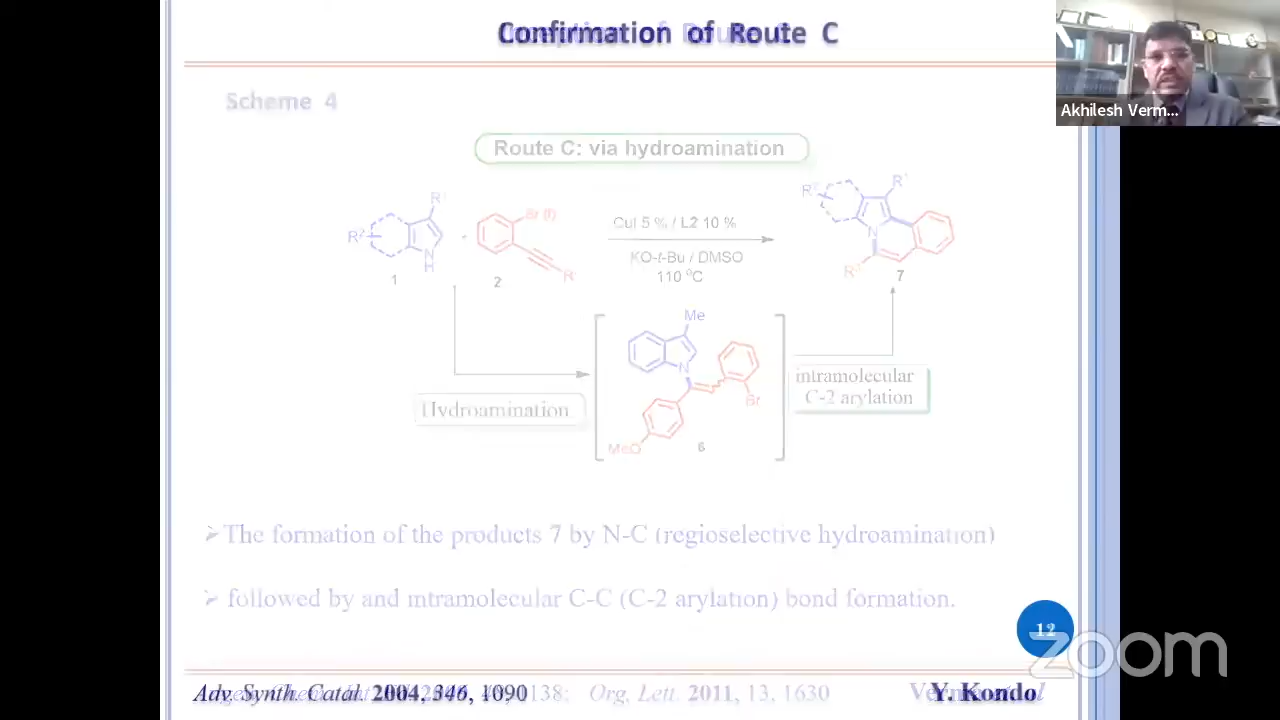 Confirmation of Route C
Akhilesh Verm...
Scheme 4
Route C: via hydroamination
R² R¹ N H 1
Br (I) R 2
CuI 5 % / L2 10 %
KO-t-Bu / DMSO
110 ⁰C
R² R¹ N 7
Me N Br MeO 6
Hydroamination
intramolecular
C-2 arylation
➢ The formation of the products 7 by N-C (regioselective hydroamination)
➢ followed by and intramolecular C-C (C-2 arylation) bond formation.
12
zoom
Adv. Synth. Catal. 2004, 346, 1090
Org. Lett. 2011, 13, 1630
Y. Kondo